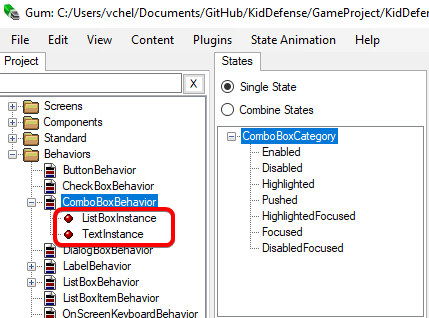 Gum: C:/Users/vchel/Documents/GitHub/KidDefense/GameProject/KidDefen
File Edit View Content Plugins State Animation Help
Project
X
Screens
Components
Standard
Behaviors
ButtonBehavior
CheckBoxBehavior
ComboBoxBehavior
ListBoxInstance
TextInstance
DialogBoxBehavior
LabelBehavior
ListBoxBehavior
ListBoxItemBehavior
OnScreenKeyboardBehavior
States
Single State
Combine States
ComboBoxCategory
Enabled
Disabled
Highlighted
Pushed
HighlightedFocused
Focused
DisabledFocused